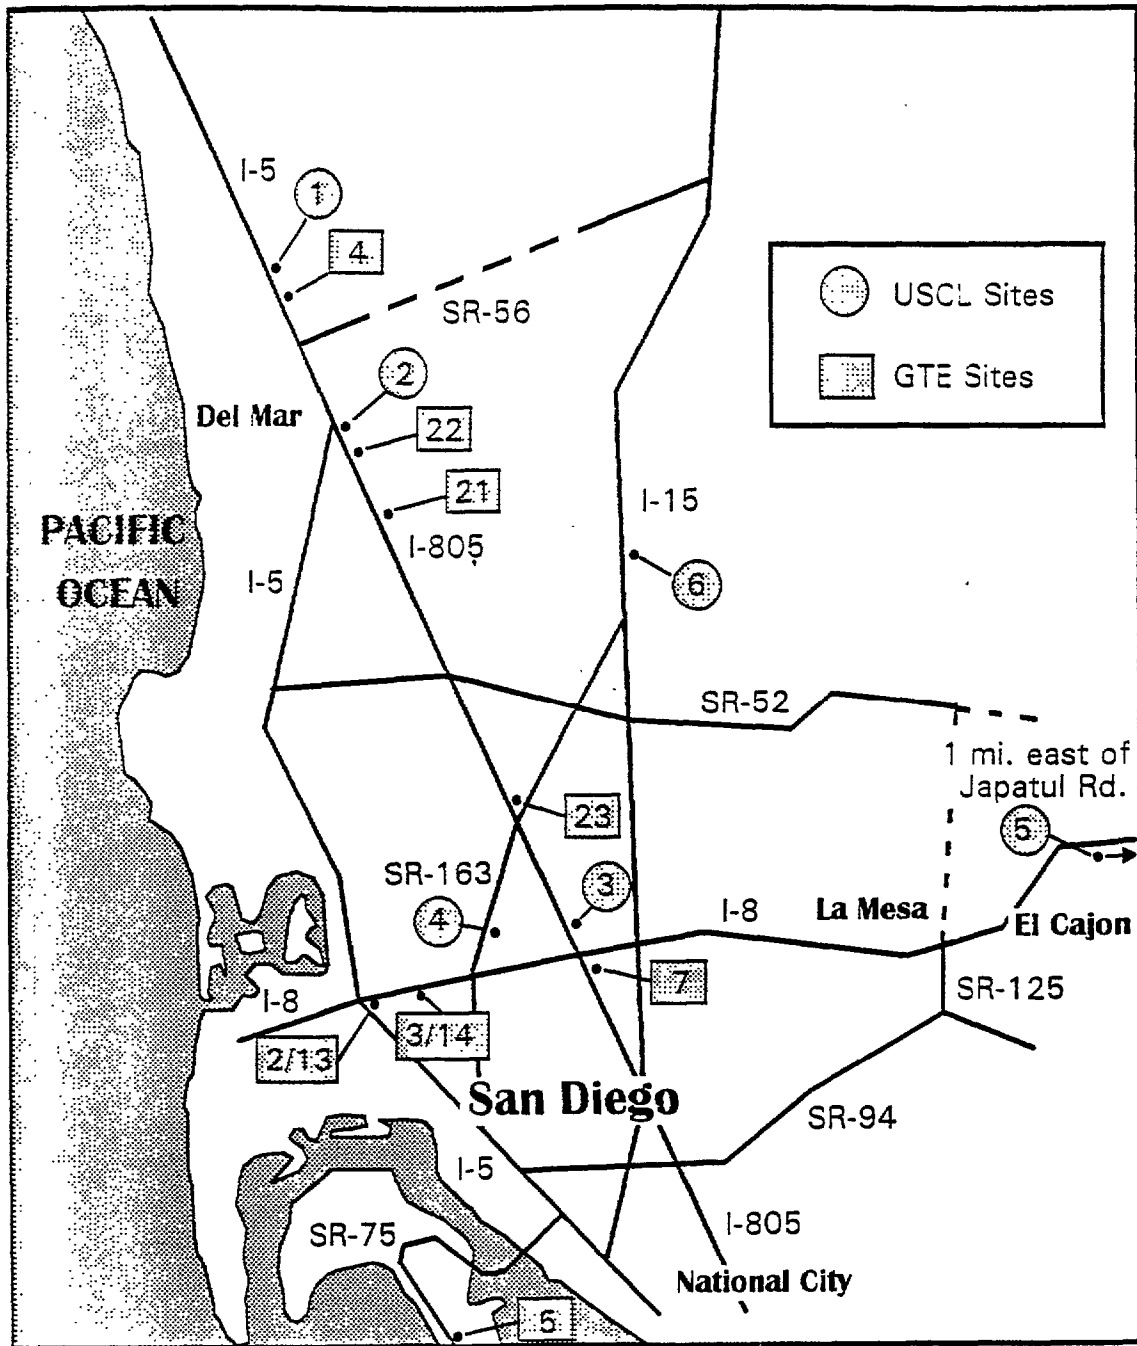 I-5
1
4
SR-56
USCL Sites
GTE Sites
2
Del Mar
22
21
I-15
PACIFIC
OCEAN
I-805
I-5
6
SR-52
1 mi. east of
Japatul Rd.
23
5
SR-163
3
4
I-8
La Mesa
El Cajon
7
SR-125
I-8
3/14
2/13
San Diego
SR-94
I-5
SR-75
I-805
National City
5